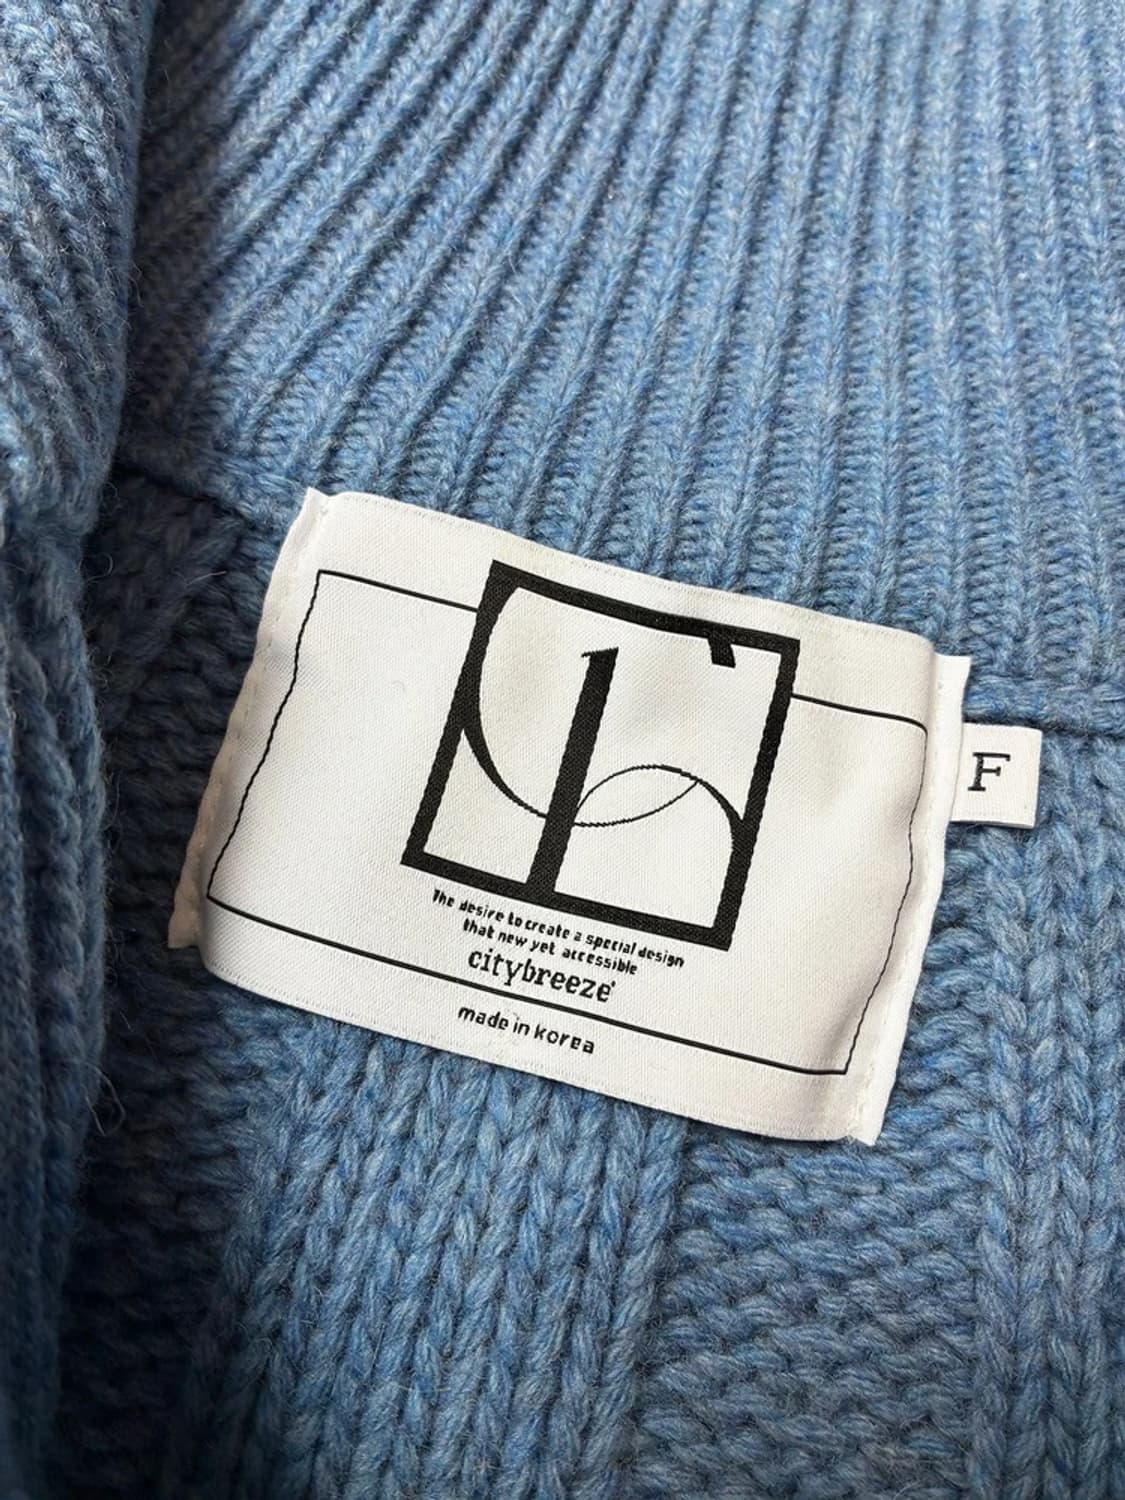 The desire to create a special design
that new yet accessible
citybreeze
made in korea
F